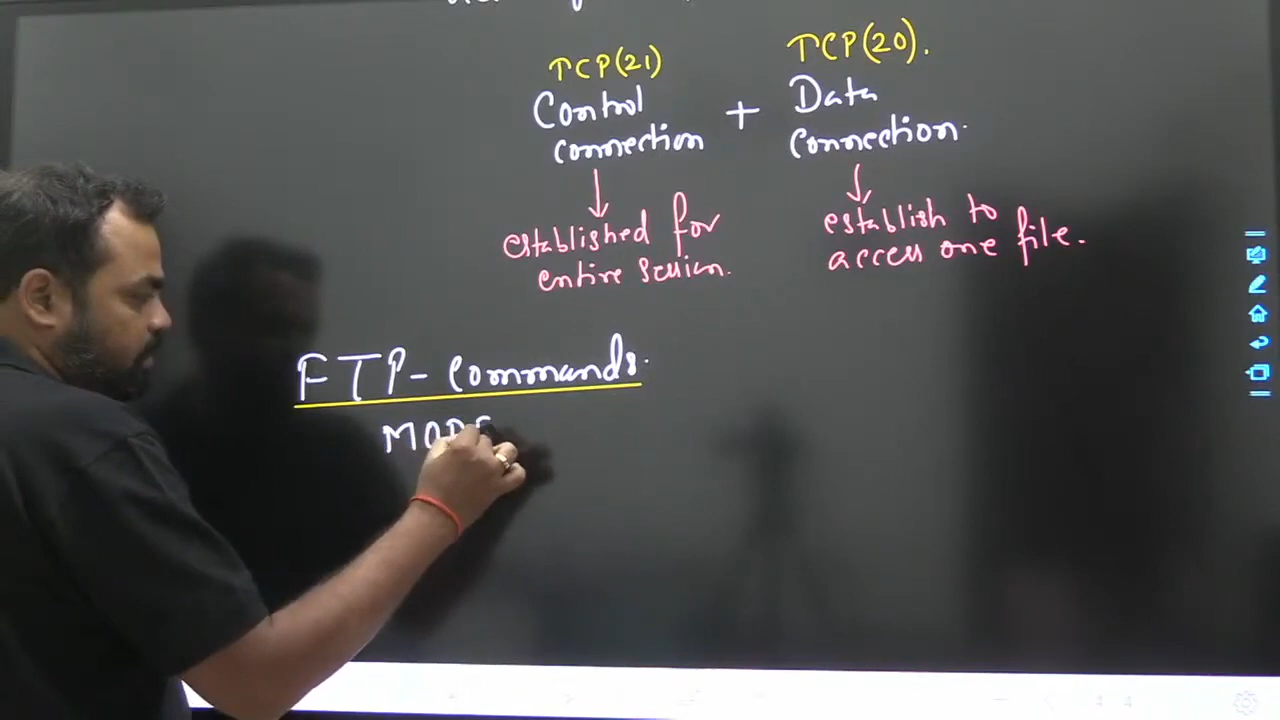 TCP(21)
TCP(20).
Control
connection
+
Data
connection.
established for
entire session.
establish to
access one file.
FTP- Commands.
MODE